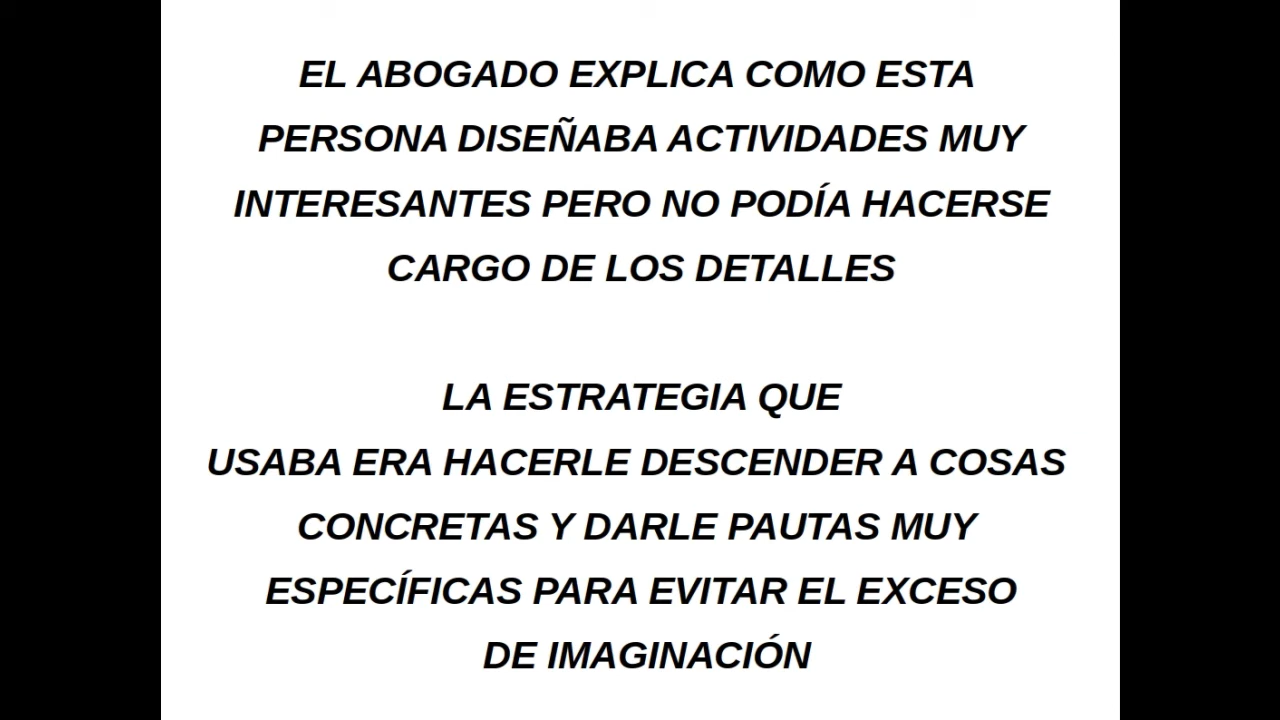 EL ABOGADO EXPLICA COMO ESTA
PERSONA DISEÑABA ACTIVIDADES MUY
INTERESANTES PERO NO PODÍA HACERSE
CARGO DE LOS DETALLES
LA ESTRATEGIA QUE
USABA ERA HACERLE DESCENDER A COSAS
CONCRETAS Y DARLE PAUTAS MUY
ESPECÍFICAS PARA EVITAR EL EXCESO
DE IMAGINACIÓN